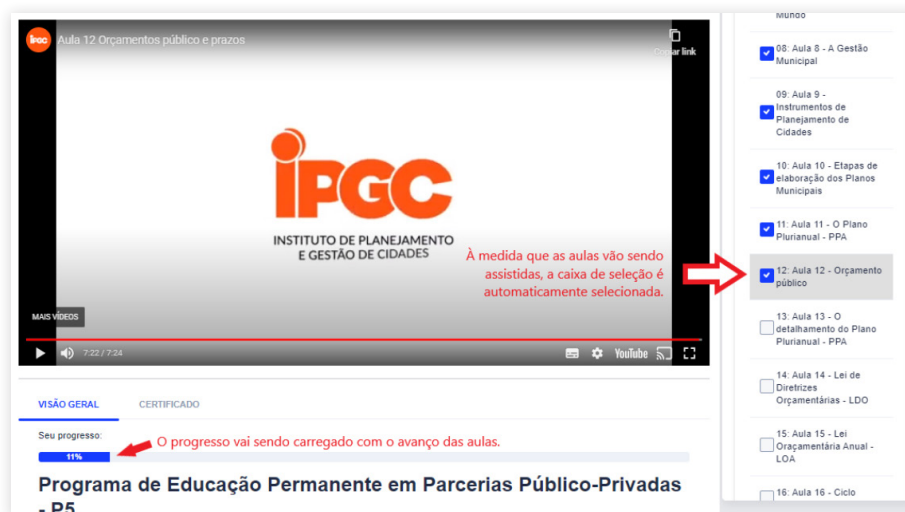 ipgc
Aula 12 Orçamentos público e prazos
Copiar link
iPGC
INSTITUTO DE PLANEJAMENTO
E GESTÃO DE CIDADES
À medida que as aulas vão sendo
assistidas, a caixa de seleção é
automaticamente selecionada.
MAIS VÍDEOS
7:22 / 7:24
YouTube
VISÃO GERAL
CERTIFICADO
Seu progresso:
O progresso vai sendo carregado com o avanço das aulas.
11%
Programa de Educação Permanente em Parcerias Público-Privadas
- P5
Mundo
08: Aula 8 - A Gestão
Municipal
09: Aula 9 -
Instrumentos de
Planejamento de
Cidades
10: Aula 10 - Etapas de
elaboração dos Planos
Municipais
11: Aula 11 - O Plano
Plurianual - PPA
12: Aula 12 - Orçamento
público
13: Aula 13 - O
detalhamento do Plano
Plurianual - PPA
14: Aula 14 - Lei de
Diretrizes
Orçamentárias - LDO
15: Aula 15 - Lei
Oraçamentária Anual -
LOA
16: Aula 16 - Ciclo